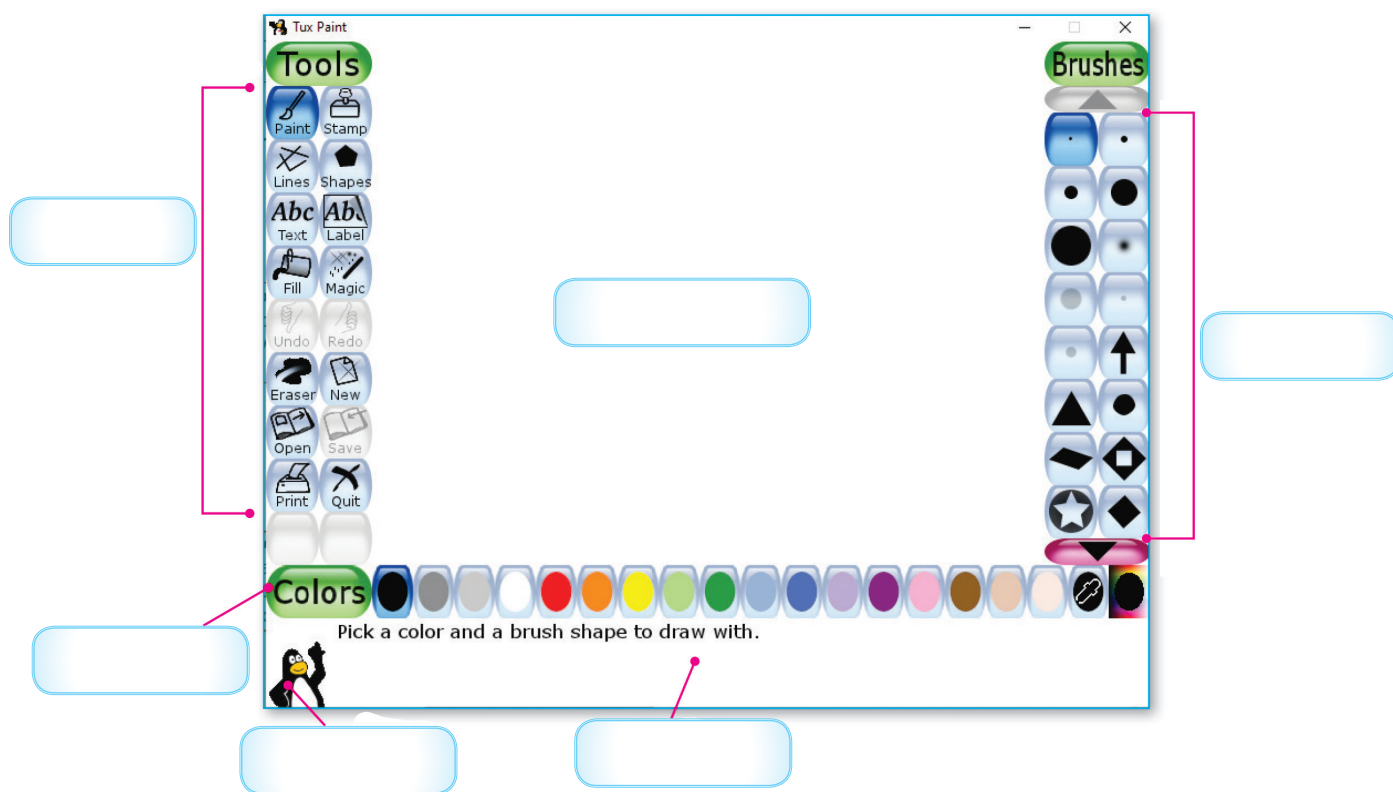 Tux Paint
Tools
Brushes
Paint Stamp
Lines Shapes
Abc Abc
Text Label
Fill Magic
Undo Redo
Eraser New
Open Save
Print Quit
Colors
Pick a color and a brush shape to draw with.